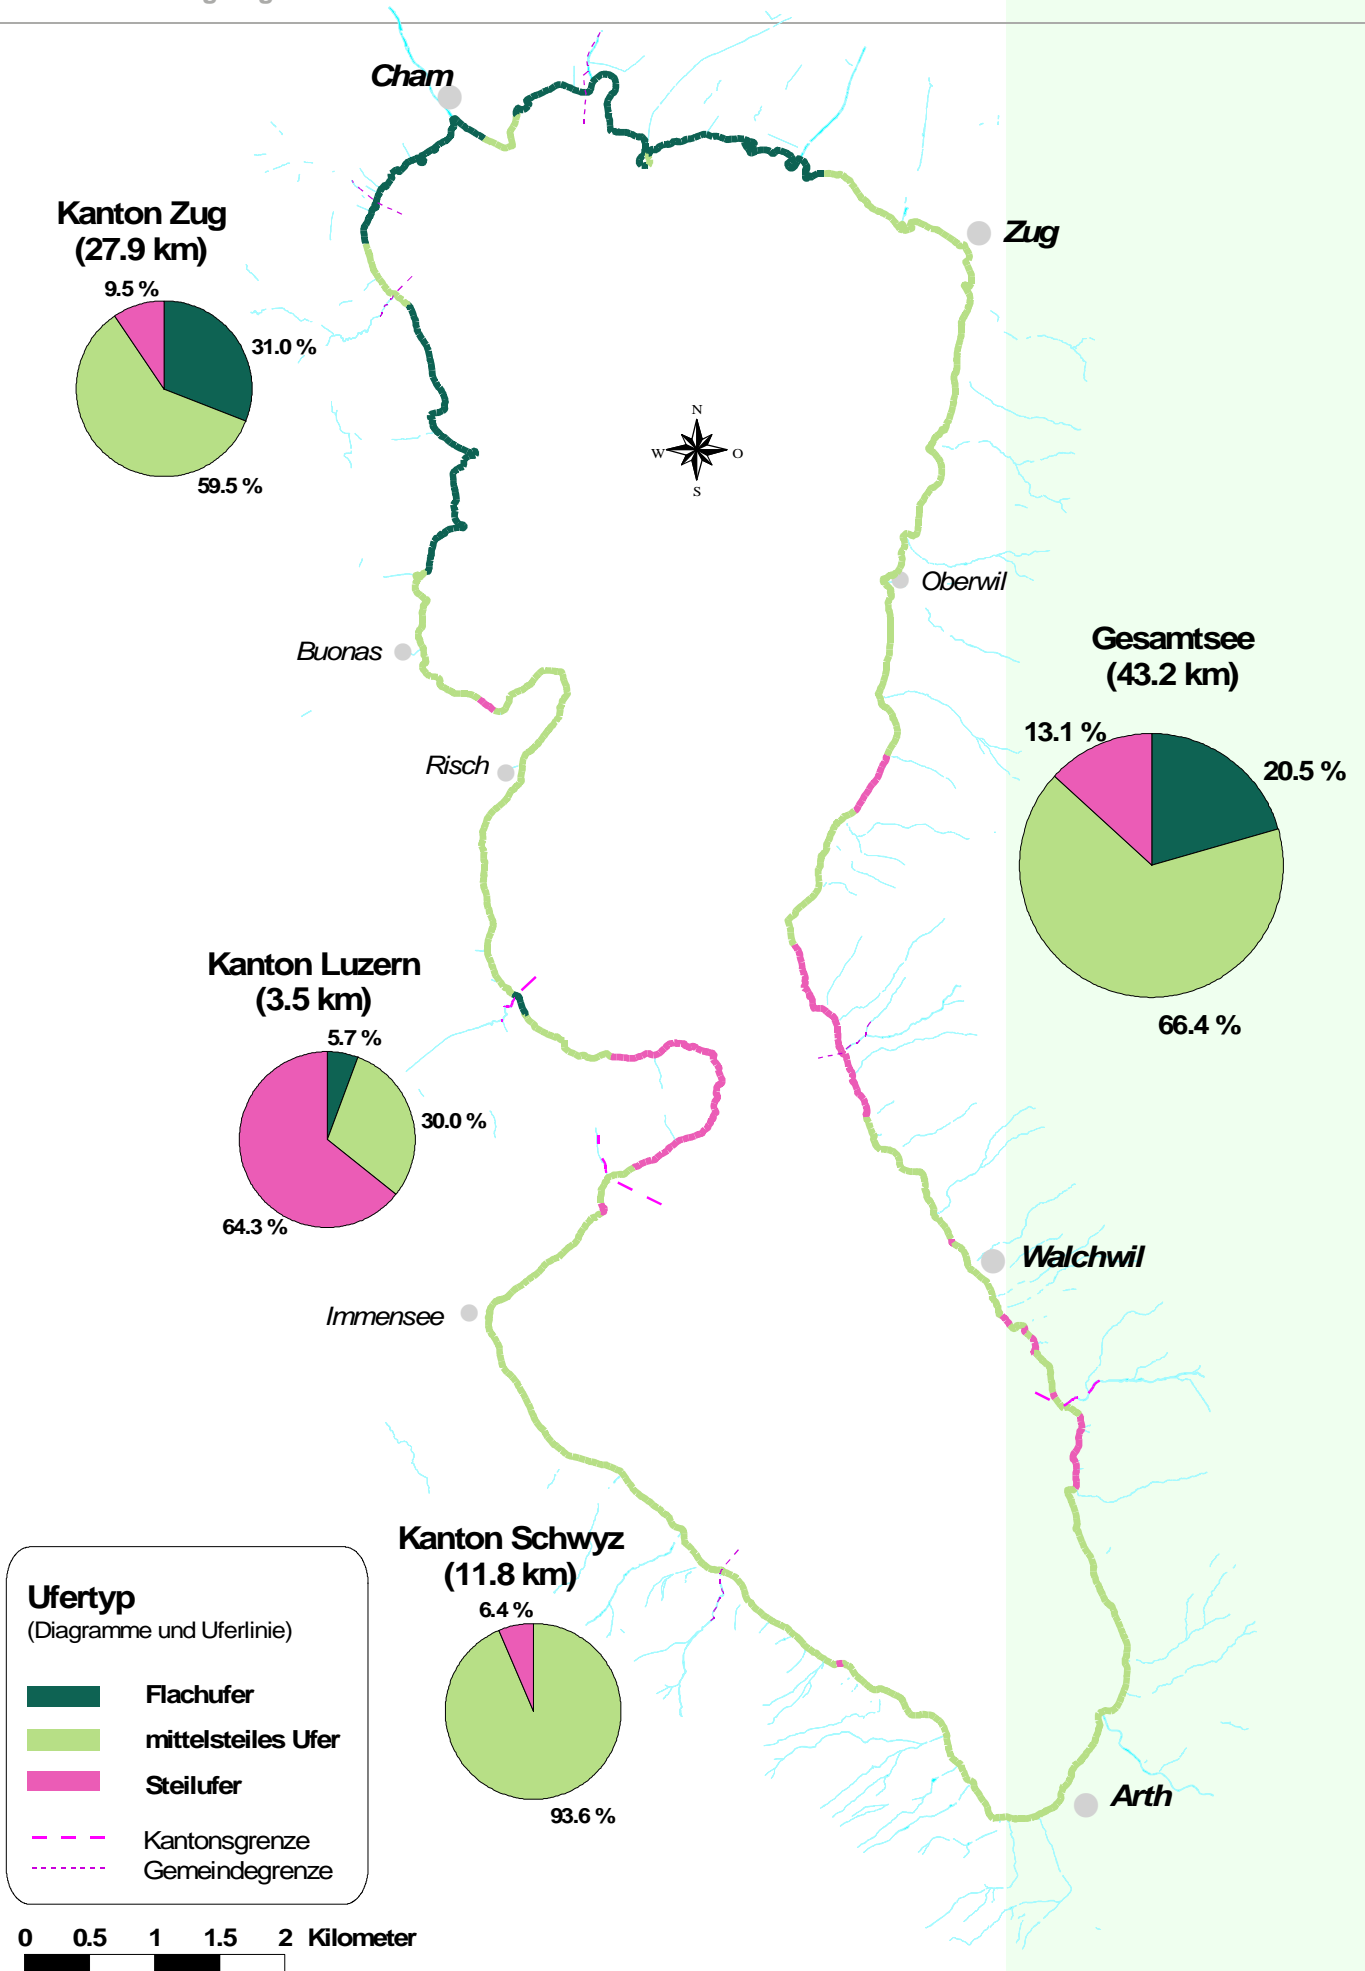 Cham
Kanton Zug
(27.9 km)
9.5 %
31.0 %
59.5 %
Zug
N
W
O
S
Oberwil
Buonas
Gesamtsee
(43.2 km)
13.1 %
20.5 %
66.4 %
Risch
Kanton Luzern
(3.5 km)
5.7 %
30.0 %
64.3 %
Walchwil
Immensee
Kanton Schwyz
(11.8 km)
6.4 %
93.6 %
Arth
Ufertyp
(Diagramme und Uferlinie)
Flachufer
mittelsteiles Ufer
Steilufer
Kantonsgrenze
Gemeindegrenze
0 0.5 1 1.5 2 Kilometer